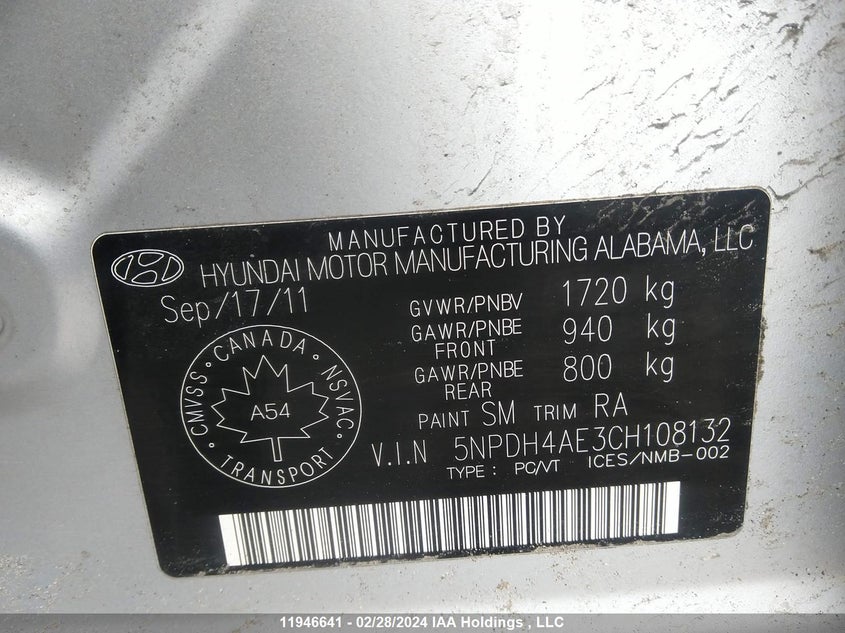 MANUFACTURED BY
HYUNDAI MOTOR MANUFACTURING ALABAMA, LLC
Sep/17/11
GVWR/PNBV 1720 kg
GAWR/PNBE FRONT 940 kg
GAWR/PNBE REAR 800 kg
PAINT SM TRIM RA
V.I.N 5NPDH4AE3CH108132
TYPE : PC/VT ICES/NMB-002
CMVSS • CANADA • NSVAC • TRANSPORT •
A54
11946641 - 02/28/2024 IAA Holdings , LLC